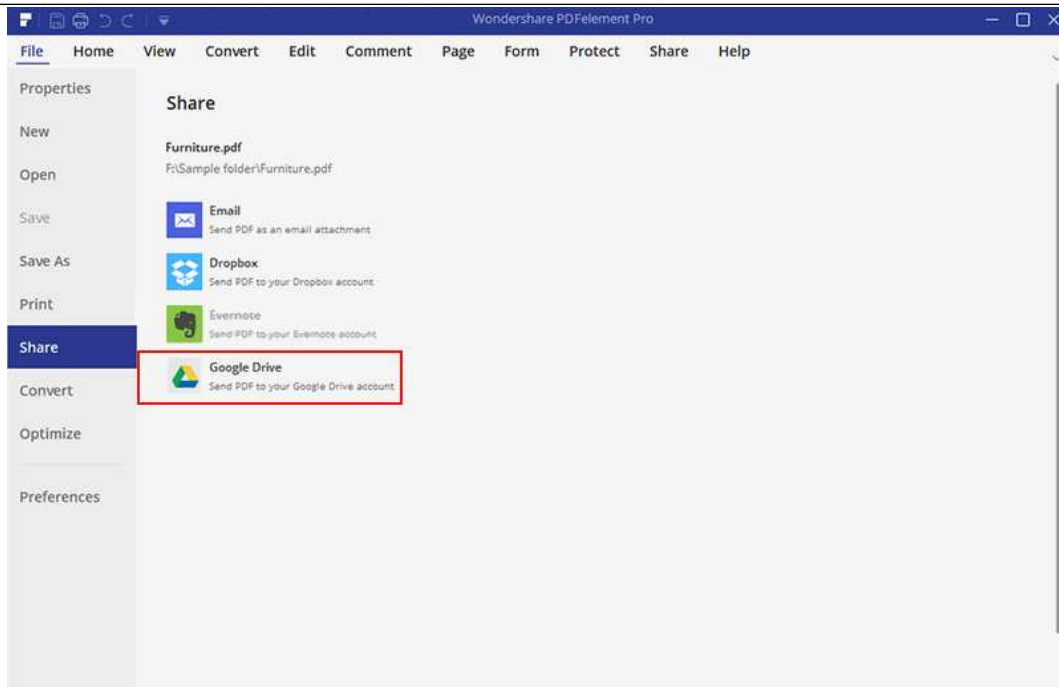 Wondershare PDFelement Pro
File Home View Convert Edit Comment Page Form Protect Share Help
Properties
New
Open
Save
Save As
Print
Share
Convert
Optimize
Preferences
Share
Furniture.pdf
F:\Sample folder\Furniture.pdf
Email
Send PDF as an email attachment
Dropbox
Send PDF to your Dropbox account
Evernote
Send PDF to your Evernote account
Google Drive
Send PDF to your Google Drive account